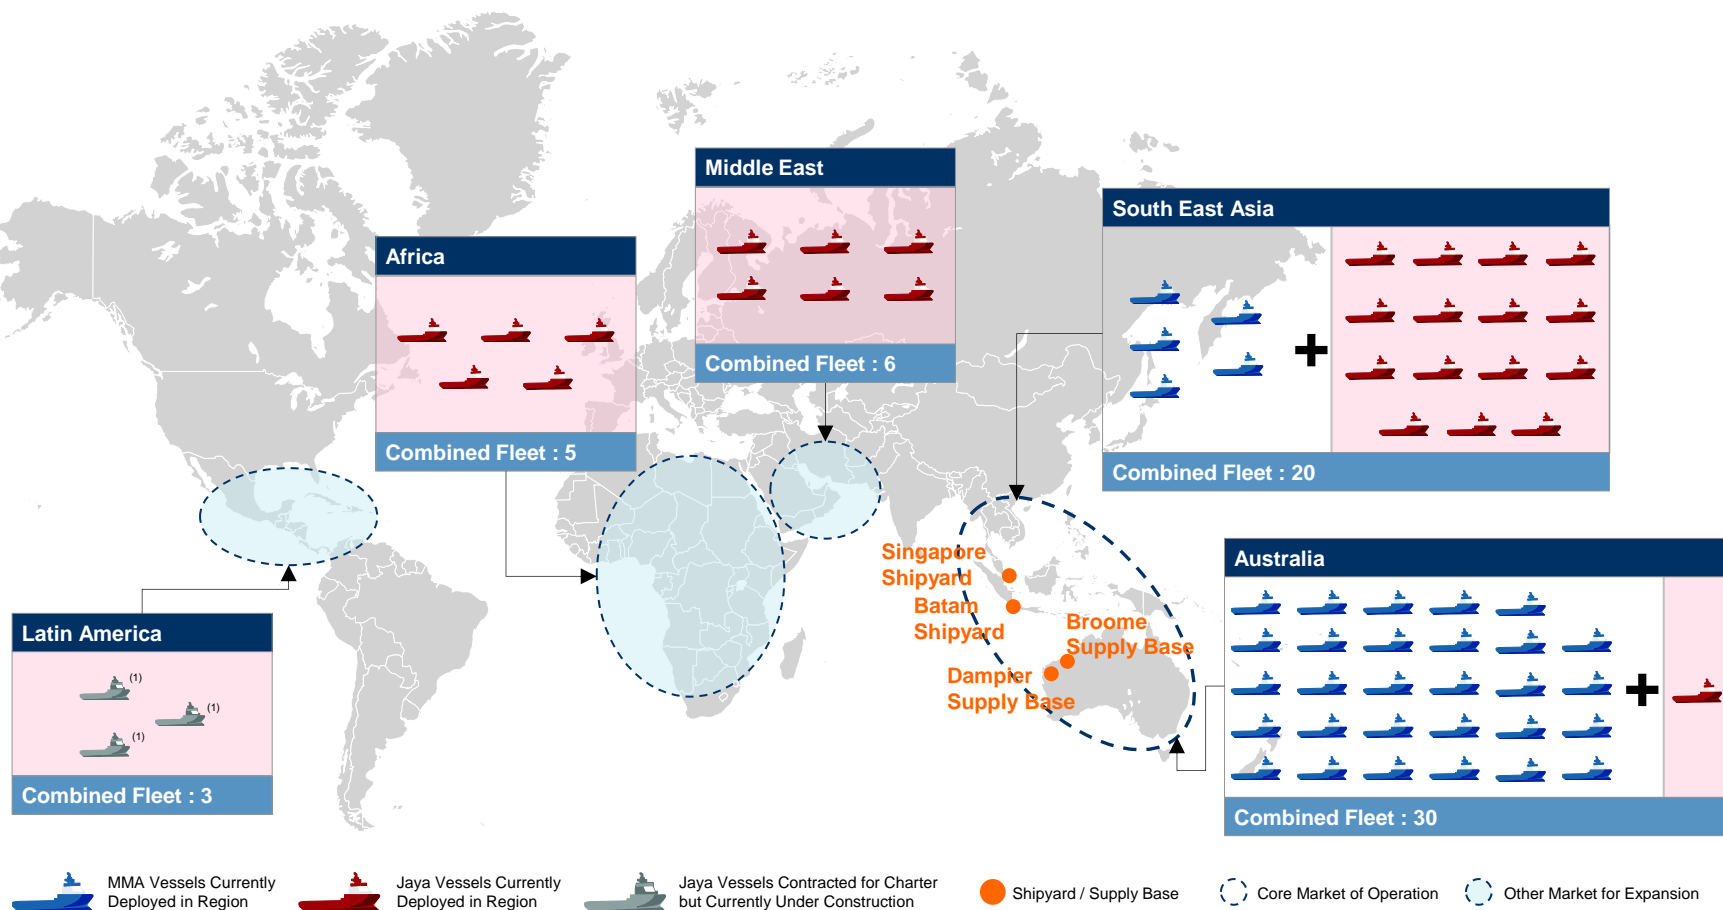 Middle East
Combined Fleet : 6
South East Asia
+
Combined Fleet : 20
Africa
Combined Fleet : 5
Singapore
Shipyard
Batam
Shipyard
Broome
Supply Base
Dampier
Supply Base
Australia
+
Combined Fleet : 30
Latin America
(1)
(1)
(1)
Combined Fleet : 3
MMA Vessels Currently
Deployed in Region
Jaya Vessels Currently
Deployed in Region
Jaya Vessels Contracted for Charter
but Currently Under Construction
Shipyard / Supply Base
Core Market of Operation
Other Market for Expansion